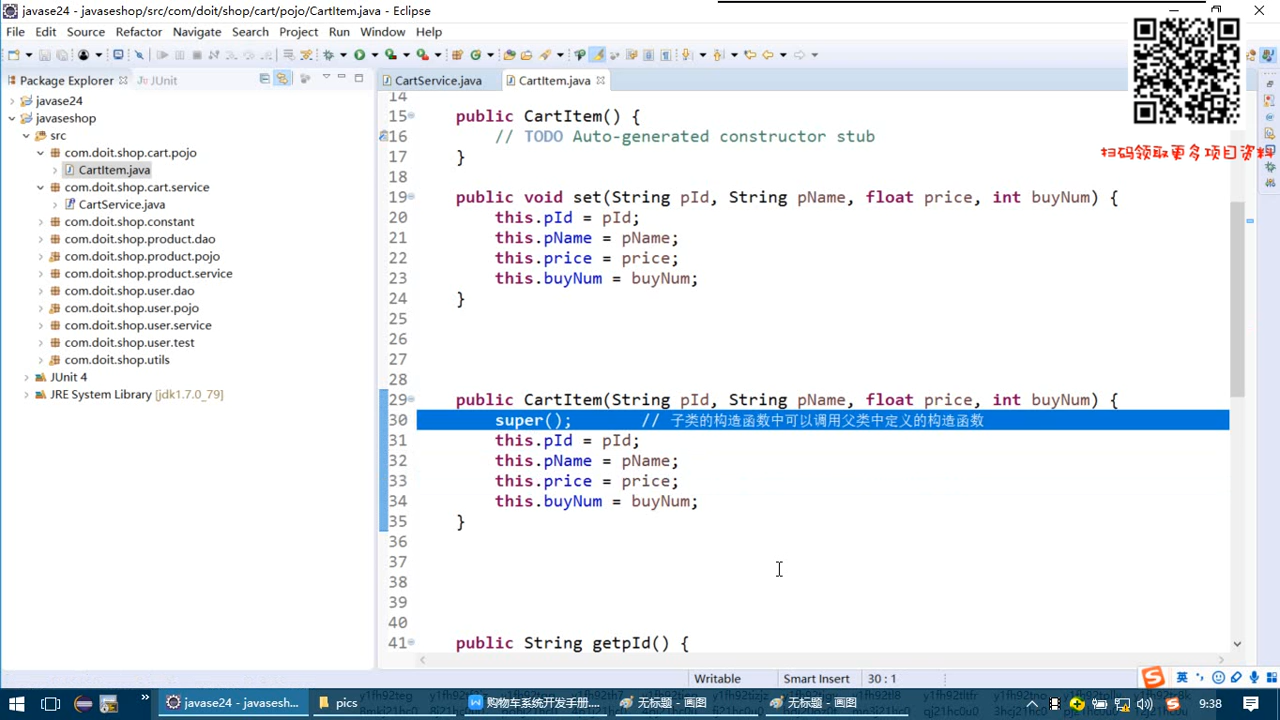 javase24 - javaseshop/src/com/doit/shop/cart/pojo/CartItem.java - Eclipse
File Edit Source Refactor Navigate Search Project Run Window Help
扫码领取更多项目资料
Package Explorer JUnit
javase24
javaseshop
src
com.doit.shop.cart.pojo
CartItem.java
com.doit.shop.cart.service
CartService.java
com.doit.shop.constant
com.doit.shop.product.dao
com.doit.shop.product.pojo
com.doit.shop.product.service
com.doit.shop.user.dao
com.doit.shop.user.pojo
com.doit.shop.user.service
com.doit.shop.user.test
com.doit.shop.utils
JUnit 4
JRE System Library [jdk1.7.0_79]
CartService.java CartItem.java
14
15 public CartItem() {
16 // TODO Auto-generated constructor stub
17 }
18
19 public void set(String pId, String pName, float price, int buyNum) {
20 this.pId = pId;
21 this.pName = pName;
22 this.price = price;
23 this.buyNum = buyNum;
24 }
25
26
27
28
29 public CartItem(String pId, String pName, float price, int buyNum) {
30 super(); // 子类的构造函数中可以调用父类中定义的构造函数
31 this.pId = pId;
32 this.pName = pName;
33 this.price = price;
34 this.buyNum = buyNum;
35 }
36
37
38
39
40
41 public String getpId() {
Writable Smart Insert 30 : 1
英
javase24 - javasesh... pics 购物车系统开发手册.... 无标题 - 画图 无标题 - 画图
9:38